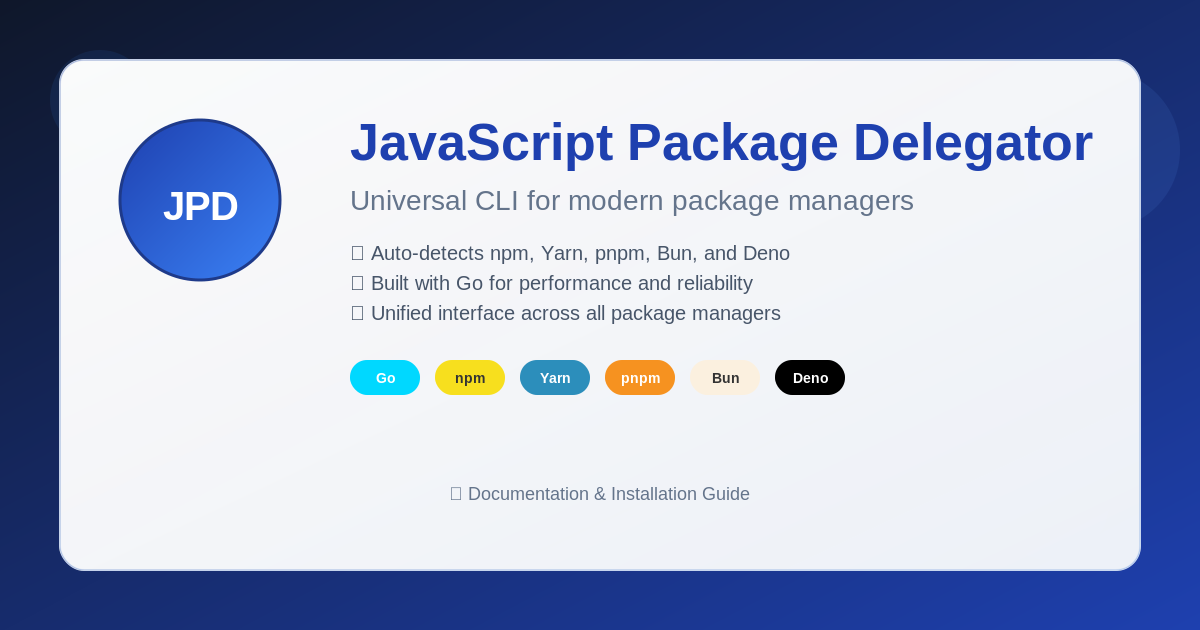 JPD
JavaScript Package Delegator
Universal CLI for modern package managers
Auto-detects npm, Yarn, pnpm, Bun, and Deno
Built with Go for performance and reliability
Unified interface across all package managers
Go npm Yarn pnpm Bun Deno
Documentation & Installation Guide